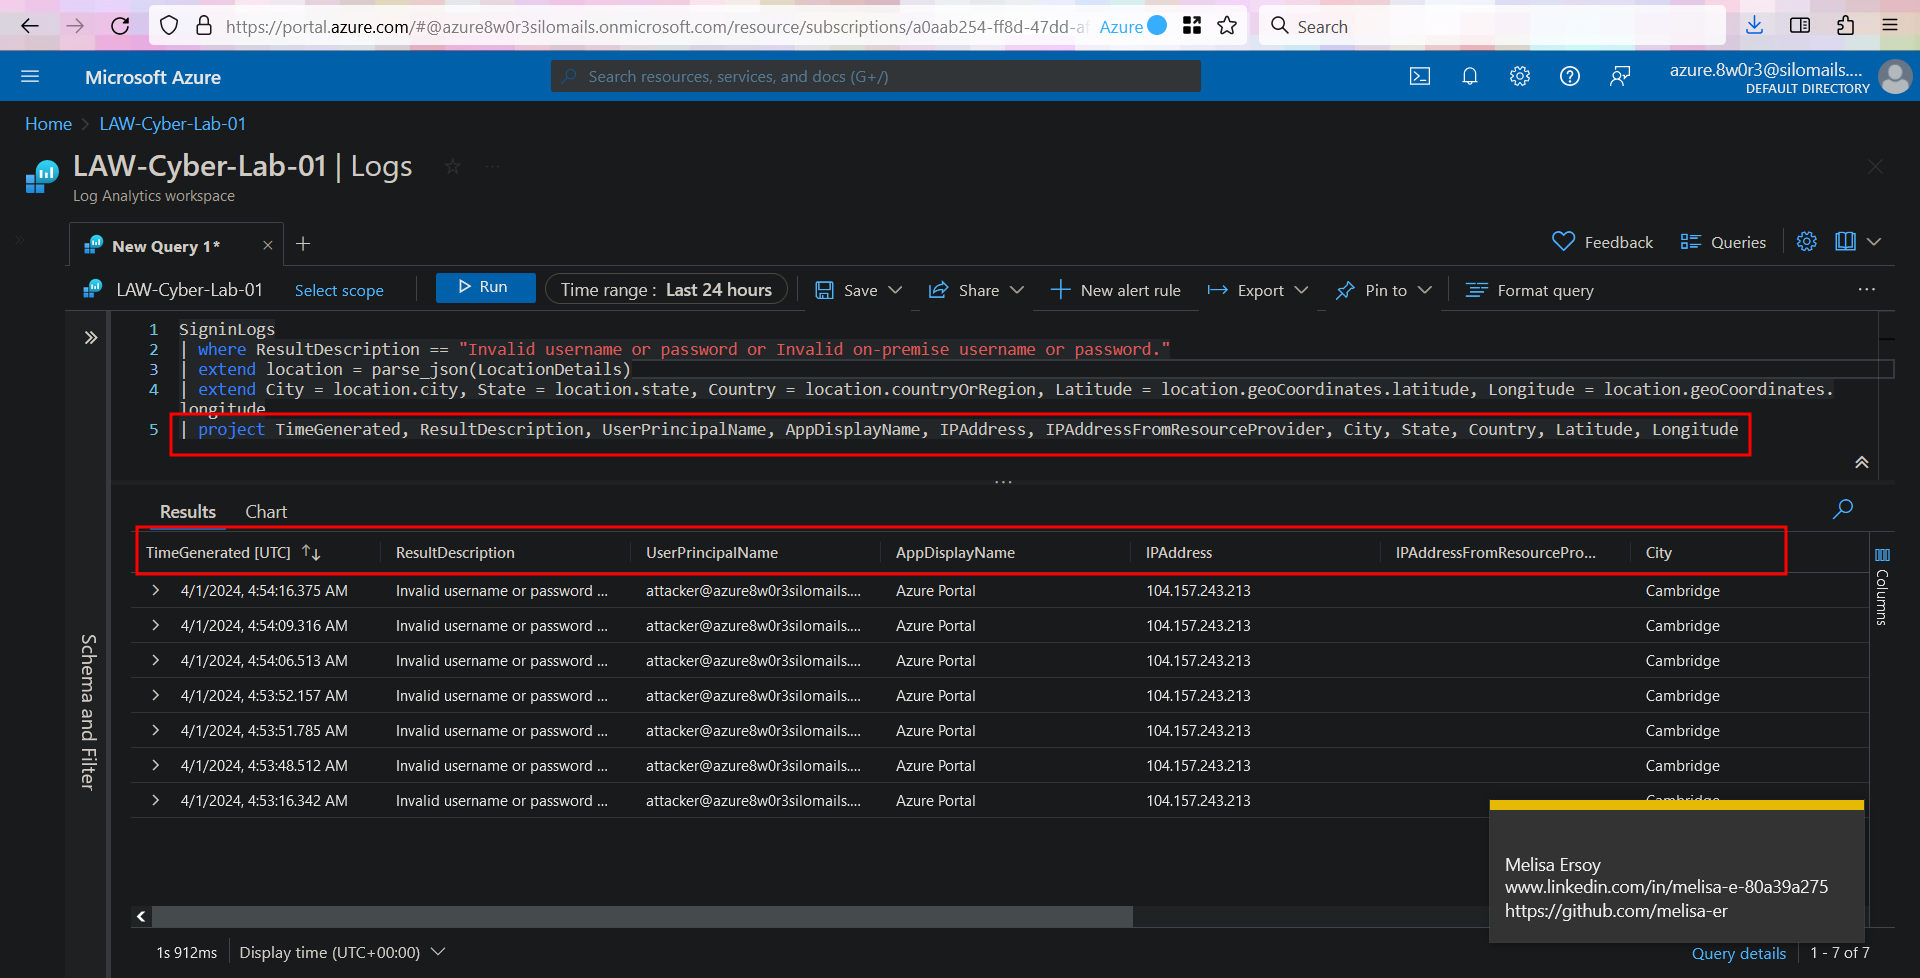 https://portal.azure.com/#@azure8w0r3silomails.onmicrosoft.com/resource/subscriptions/a0aab254-ff8d-47dd-a
Azure
Search
Microsoft Azure
Search resources, services, and docs (G+/)
azure.8w0r3@silomails....
DEFAULT DIRECTORY
Home > LAW-Cyber-Lab-01
LAW-Cyber-Lab-01 | Logs
Log Analytics workspace
New Query 1*
Feedback
Queries
LAW-Cyber-Lab-01
Select scope
Run
Time range : Last 24 hours
Save
Share
New alert rule
Export
Pin to
Format query
1 SigninLogs
2 | where ResultDescription == "Invalid username or password or Invalid on-premise username or password."
3 | extend location = parse_json(LocationDetails)
4 | extend City = location.city, State = location.state, Country = location.countryOrRegion, Latitude = location.geoCoordinates.latitude, Longitude = location.geoCoordinates.
longitude
5 | project TimeGenerated, ResultDescription, UserPrincipalName, AppDisplayName, IPAddress, IPAddressFromResourceProvider, City, State, Country, Latitude, Longitude
Schema and Filter
Results
Chart
TimeGenerated [UTC] ResultDescription UserPrincipalName AppDisplayName IPAddress IPAddressFromResourcePro... City
4/1/2024, 4:54:16.375 AM Invalid username or password ... attacker@azure8w0r3silomails.... Azure Portal 104.157.243.213 Cambridge
4/1/2024, 4:54:09.316 AM Invalid username or password ... attacker@azure8w0r3silomails.... Azure Portal 104.157.243.213 Cambridge
4/1/2024, 4:54:06.513 AM Invalid username or password ... attacker@azure8w0r3silomails.... Azure Portal 104.157.243.213 Cambridge
4/1/2024, 4:53:52.157 AM Invalid username or password ... attacker@azure8w0r3silomails.... Azure Portal 104.157.243.213 Cambridge
4/1/2024, 4:53:51.785 AM Invalid username or password ... attacker@azure8w0r3silomails.... Azure Portal 104.157.243.213 Cambridge
4/1/2024, 4:53:48.512 AM Invalid username or password ... attacker@azure8w0r3silomails.... Azure Portal 104.157.243.213 Cambridge
4/1/2024, 4:53:16.342 AM Invalid username or password ... attacker@azure8w0r3silomails.... Azure Portal 104.157.243.213 Cambridge
Columns
Melisa Ersoy
www.linkedin.com/in/melisa-e-80a39a275
https://github.com/melisa-er
1s 912ms
Display time (UTC+00:00)
Query details
1 - 7 of 7